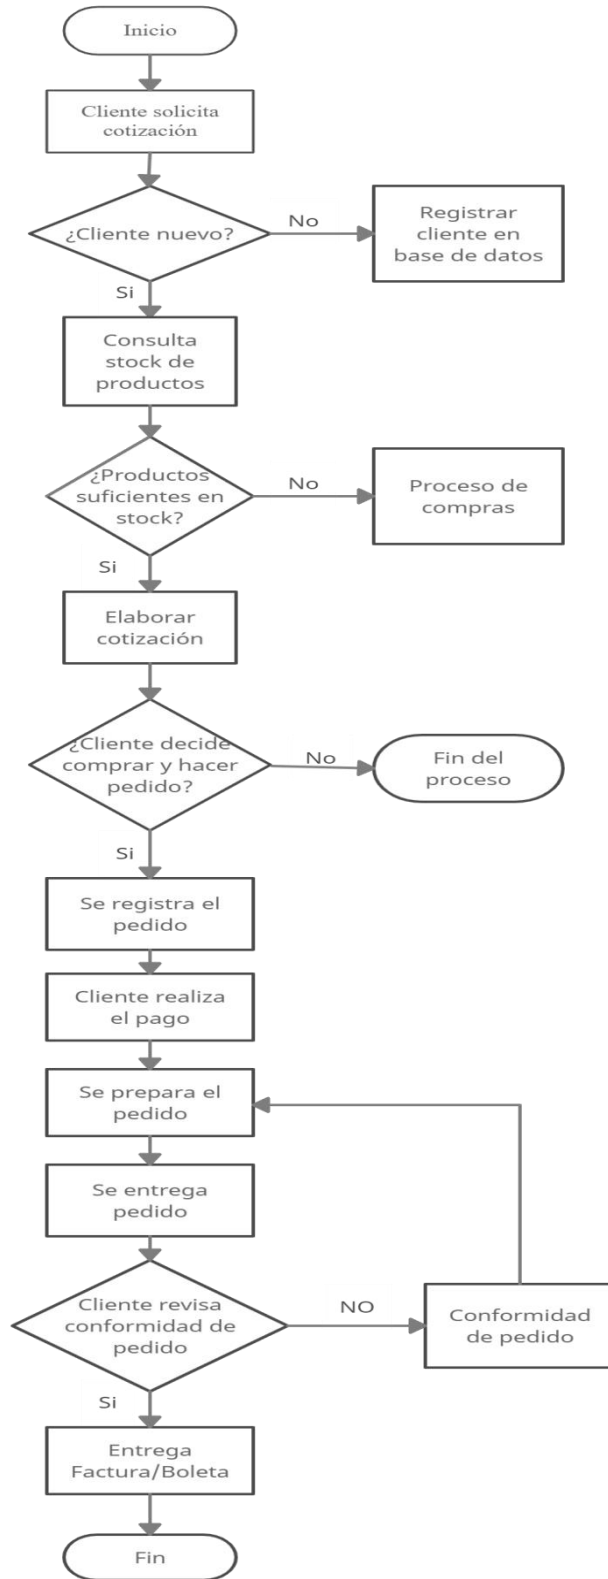 Inicio
Cliente solicita
cotización
¿Cliente nuevo?
No
Registrar
cliente en
base de datos
Si
Consulta
stock de
productos
¿Productos
suficientes en
stock?
No
Proceso de
compras
Si
Elaborar
cotización
¿Cliente decide
comprar y hacer
pedido?
No
Fin del
proceso
Si
Se registra el
pedido
Cliente realiza
el pago
Se prepara el
pedido
Se entrega
pedido
Cliente revisa
conformidad de
pedido
NO
Conformidad
de pedido
Si
Entrega
Factura/Boleta
Fin